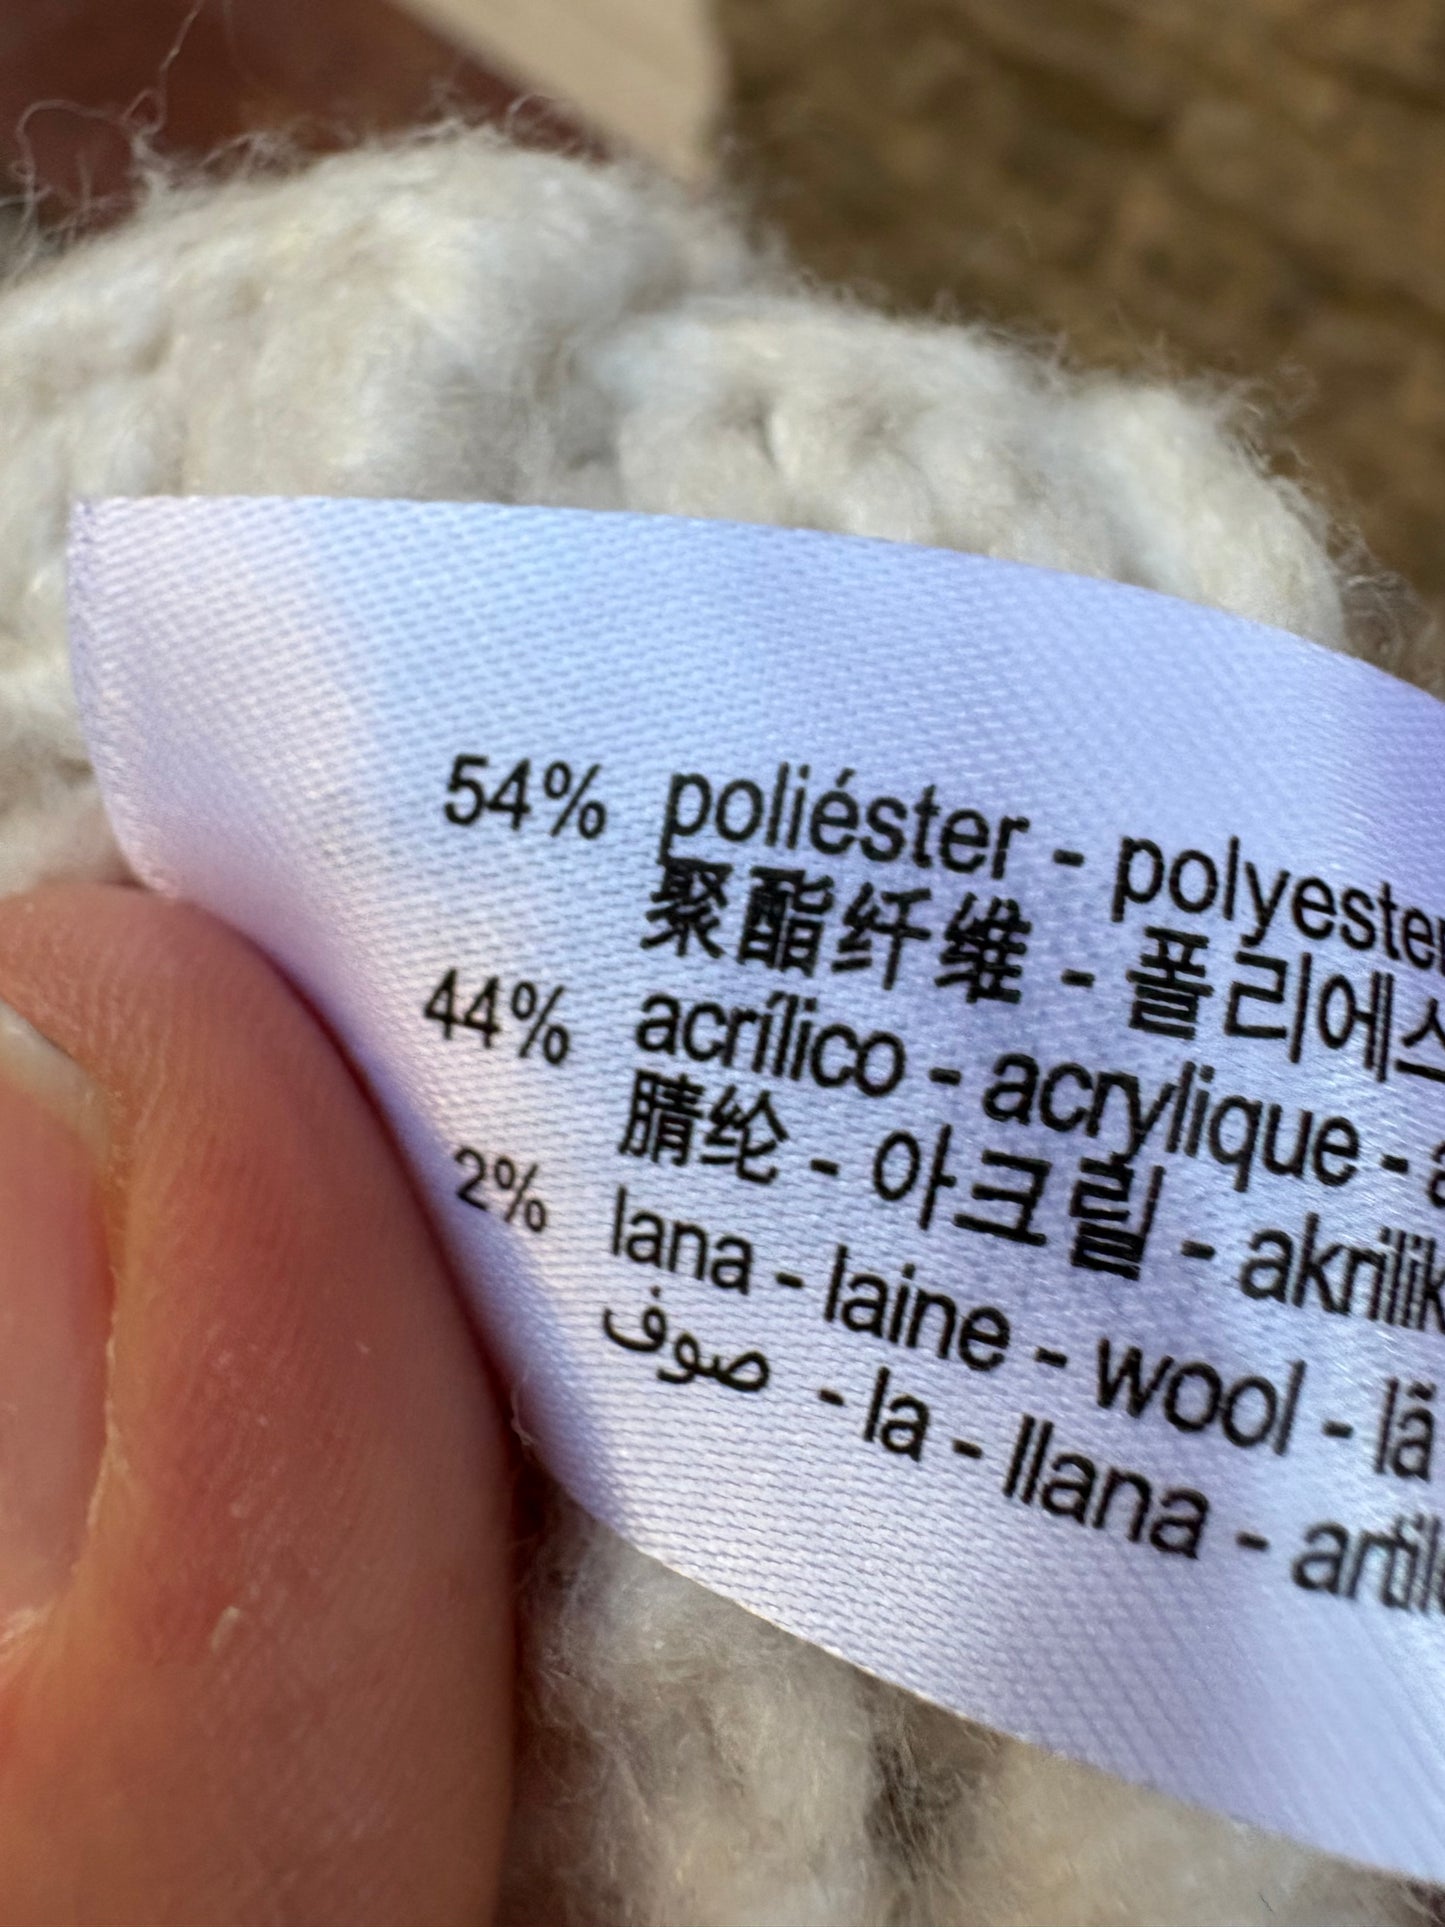 54% poliéster - polyester
聚酯纤维 - 폴리에스
44% acrílico - acrylique -
腈纶 - 아크릴 - akrilik
2% lana - laine - wool - lã
صوف - la - llana -